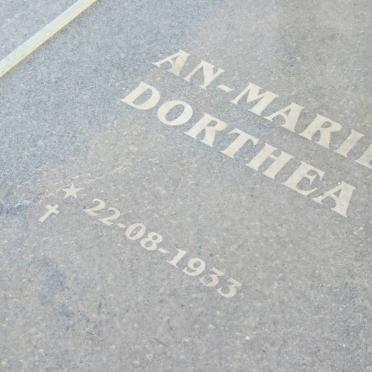 AN-MARIE
DORTHEA
★ 22-08-1933
✝